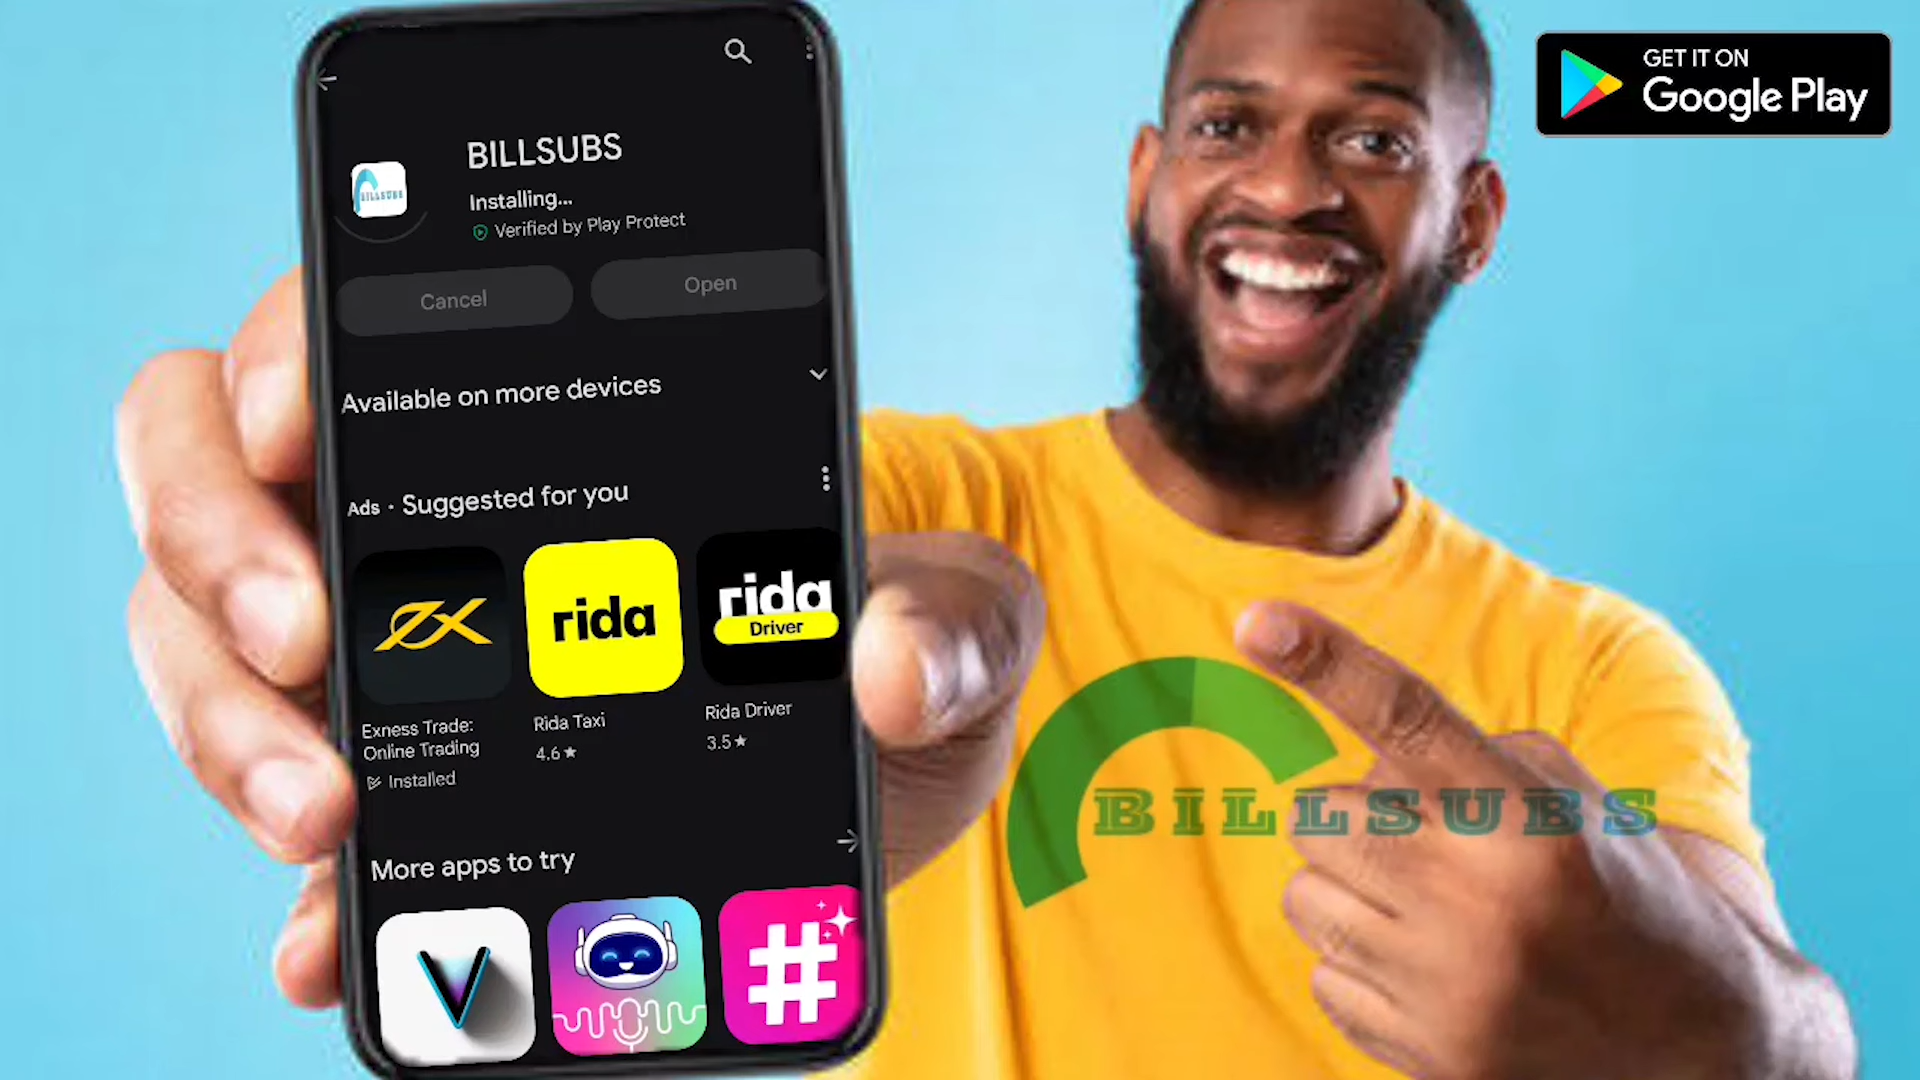 GET IT ON
Google Play
BILLSUBS
BILLSUBS
Installing...
Verified by Play Protect
Cancel
Open
Available on more devices
Ads · Suggested for you
rida
rida
Driver
Exness Trade:
Online Trading
Installed
Rida Taxi
4.6★
Rida Driver
3.5★
More apps to try
#
BILLSUBS